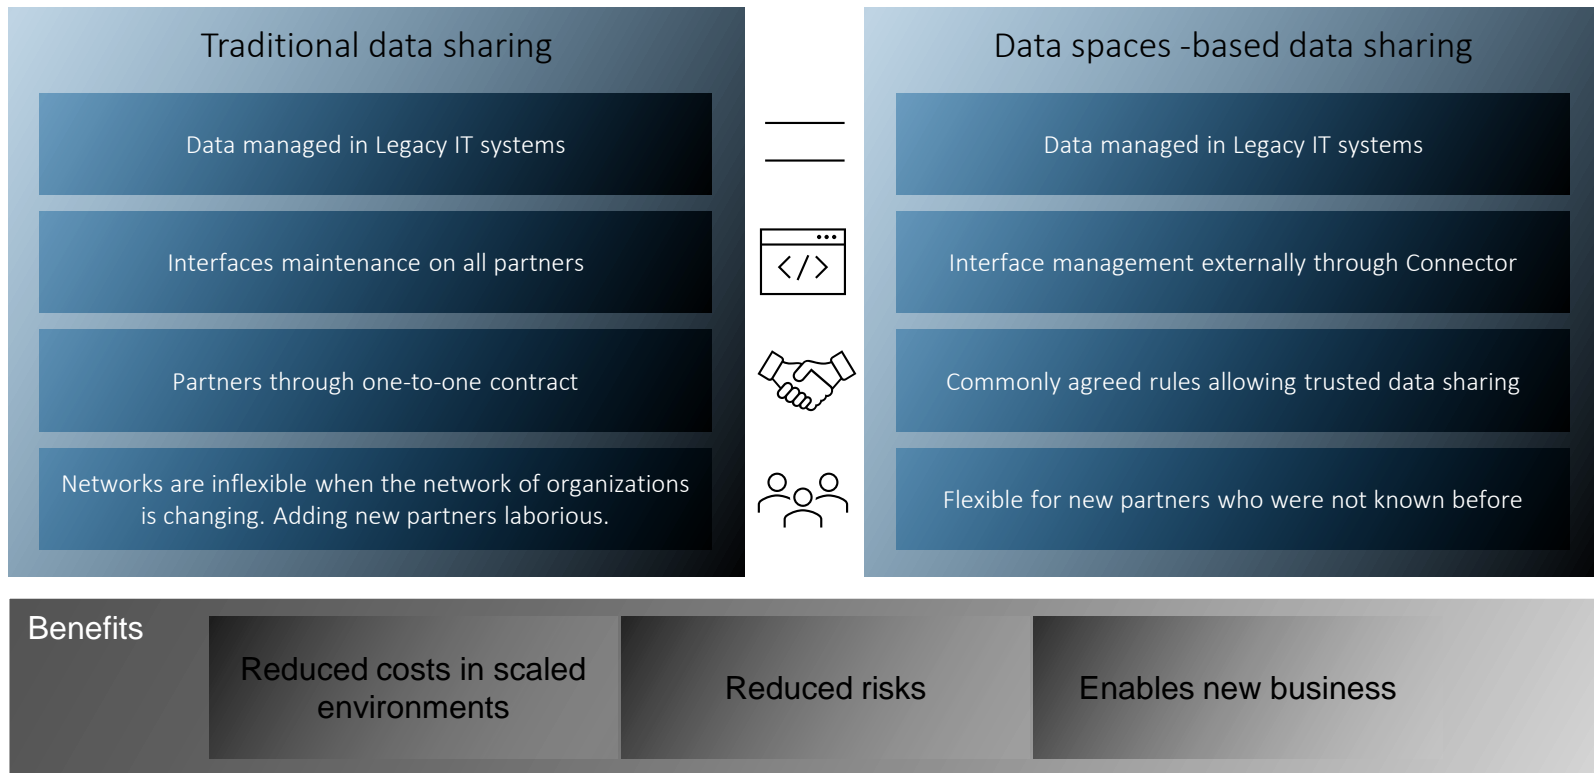 Traditional data sharing
Data managed in Legacy IT systems
Interfaces maintenance on all partners
Partners through one-to-one contract
Networks are inflexible when the network of organizations
is changing. Adding new partners laborious.
</>
Data spaces -based data sharing
Data managed in Legacy IT systems
Interface management externally through Connector
Commonly agreed rules allowing trusted data sharing
Flexible for new partners who were not known before
Benefits
Reduced costs in scaled
environments
Reduced risks
Enables new business